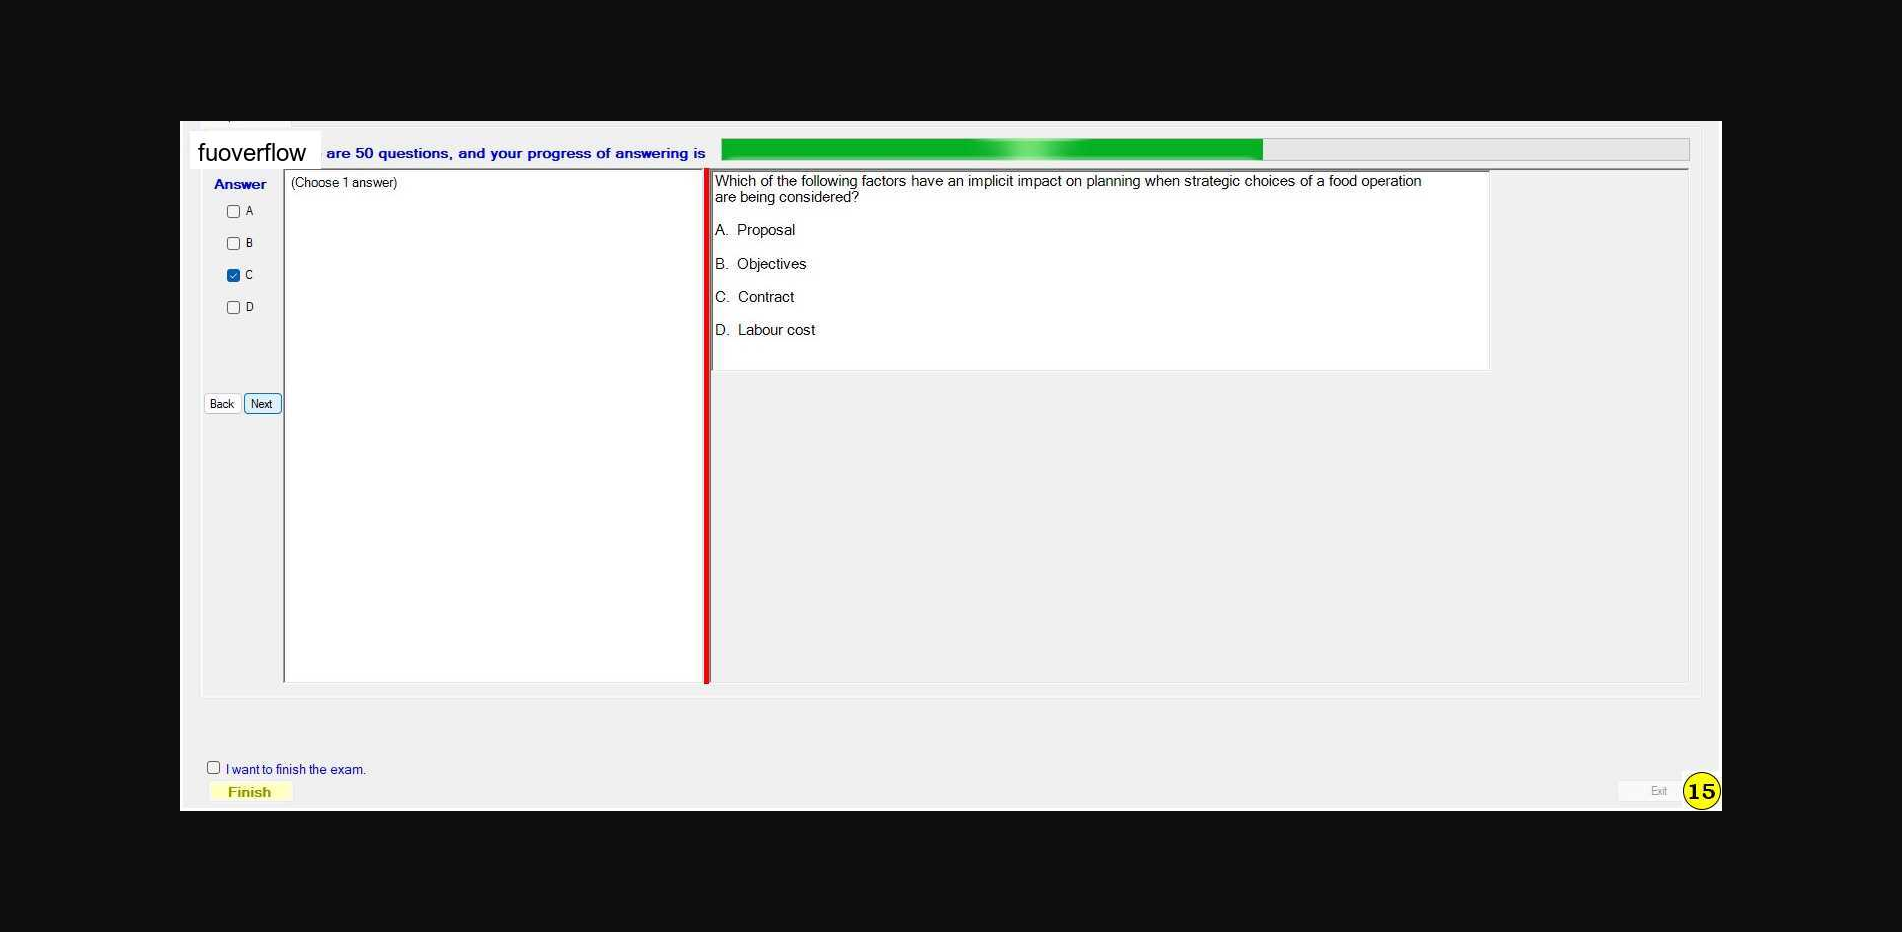 fuoverflow are 50 questions, and your progress of answering is
Answer
(Choose 1 answer)
A
B
C
D
Back Next
Which of the following factors have an implicit impact on planning when strategic choices of a food operation
are being considered?
A. Proposal
B. Objectives
C. Contract
D. Labour cost
I want to finish the exam.
Finish
Exit
15